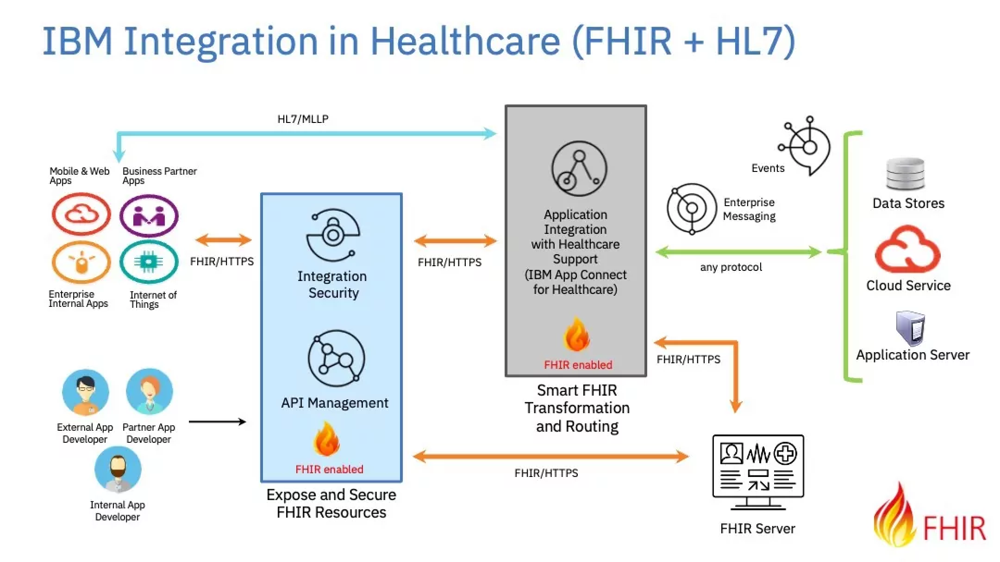 IBM Integration in Healthcare (FHIR + HL7)
HL7/MLLP
Mobile & Web
Apps
Business Partner
Apps
Enterprise
Internal Apps
Internet of
Things
FHIR/HTTPS
External App
Developer
Partner App
Developer
Internal App
Developer
Integration
Security
API Management
FHIR enabled
Expose and Secure
FHIR Resources
FHIR/HTTPS
Application
Integration
with Healthcare
Support
(IBM App Connect
for Healthcare)
FHIR enabled
Smart FHIR
Transformation
and Routing
FHIR/HTTPS
Events
Enterprise
Messaging
any protocol
FHIR/HTTPS
Data Stores
Cloud Service
Application Server
FHIR Server
FHIR